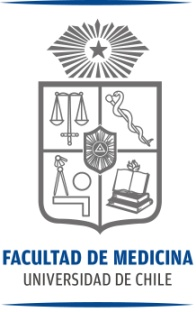 FACULTAD DE MEDICINA
UNIVERSIDAD DE CHILE